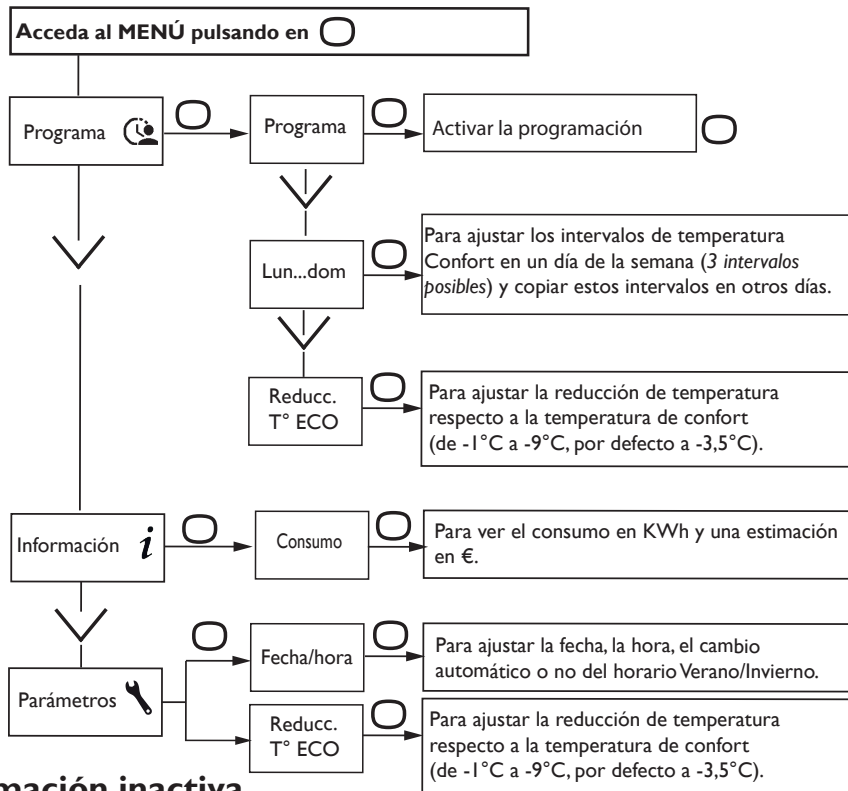 Acceda al MENÚ pulsando en
Programa
Programa
Activar la programación
Lun...dom
Para ajustar los intervalos de temperatura
Confort en un día de la semana (3 intervalos
posibles) y copiar estos intervalos en otros días.
Reducc.
T° ECO
Para ajustar la reducción de temperatura
respecto a la temperatura de confort
(de -1°C a -9°C, por defecto a -3,5°C).
Información i
Consumo
Para ver el consumo en KWh y una estimación
en €.
Parámetros
Fecha/hora
Para ajustar la fecha, la hora, el cambio
automático o no del horario Verano/Invierno.
Reducc.
T° ECO
Para ajustar la reducción de temperatura
respecto a la temperatura de confort
(de -1°C a -9°C, por defecto a -3,5°C).
mación inactiva